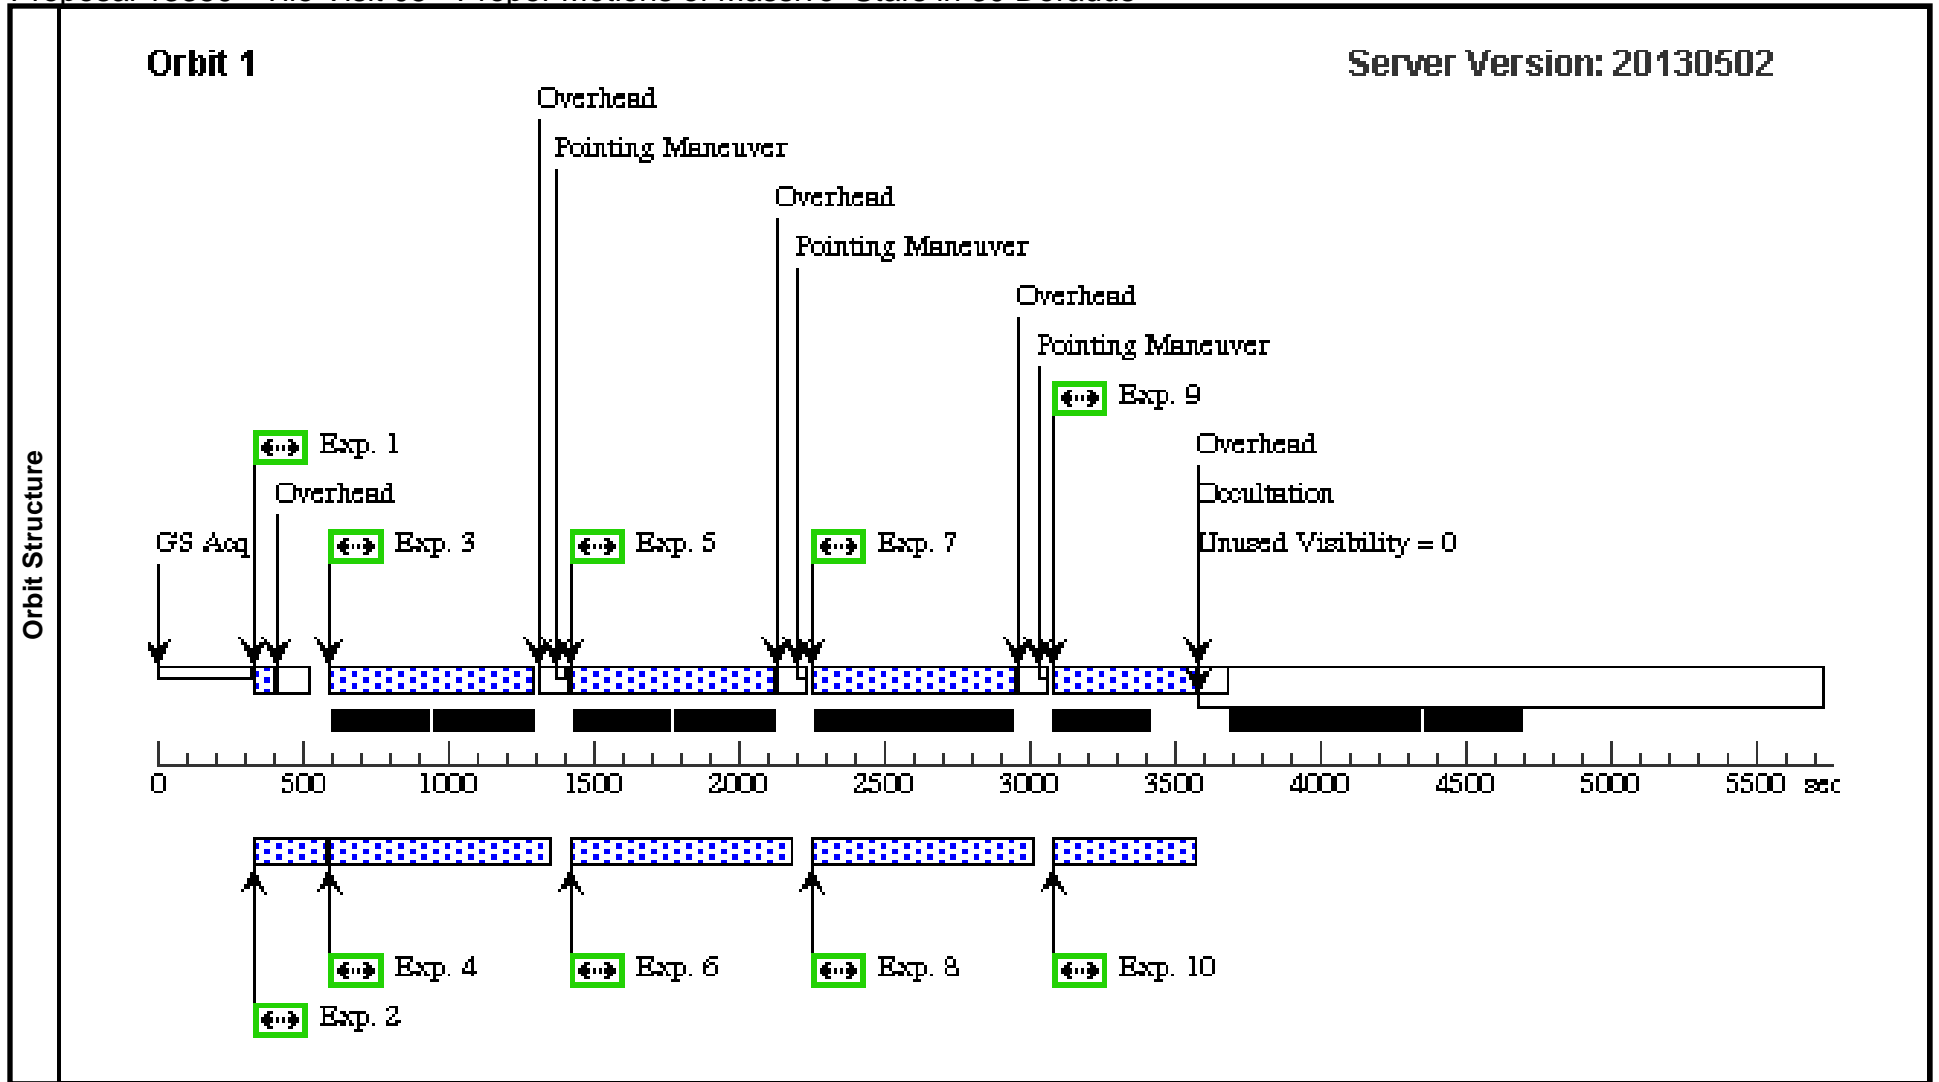 Orbit Structure
Orbit 1
Server Version: 20130502
Overhead
Pointing Maneuver
Overhead
Pointing Maneuver
Overhead
Pointing Maneuver
Exp. 9
Exp. 1
Overhead
Overhead
Occultation
GS Acq
Exp. 3
Exp. 5
Exp. 7
Unused Visibility = 0
0 500 1000 1500 2000 2500 3000 3500 4000 4500 5000 5500 sec
Exp. 4
Exp. 6
Exp. 8
Exp. 10
Exp. 2